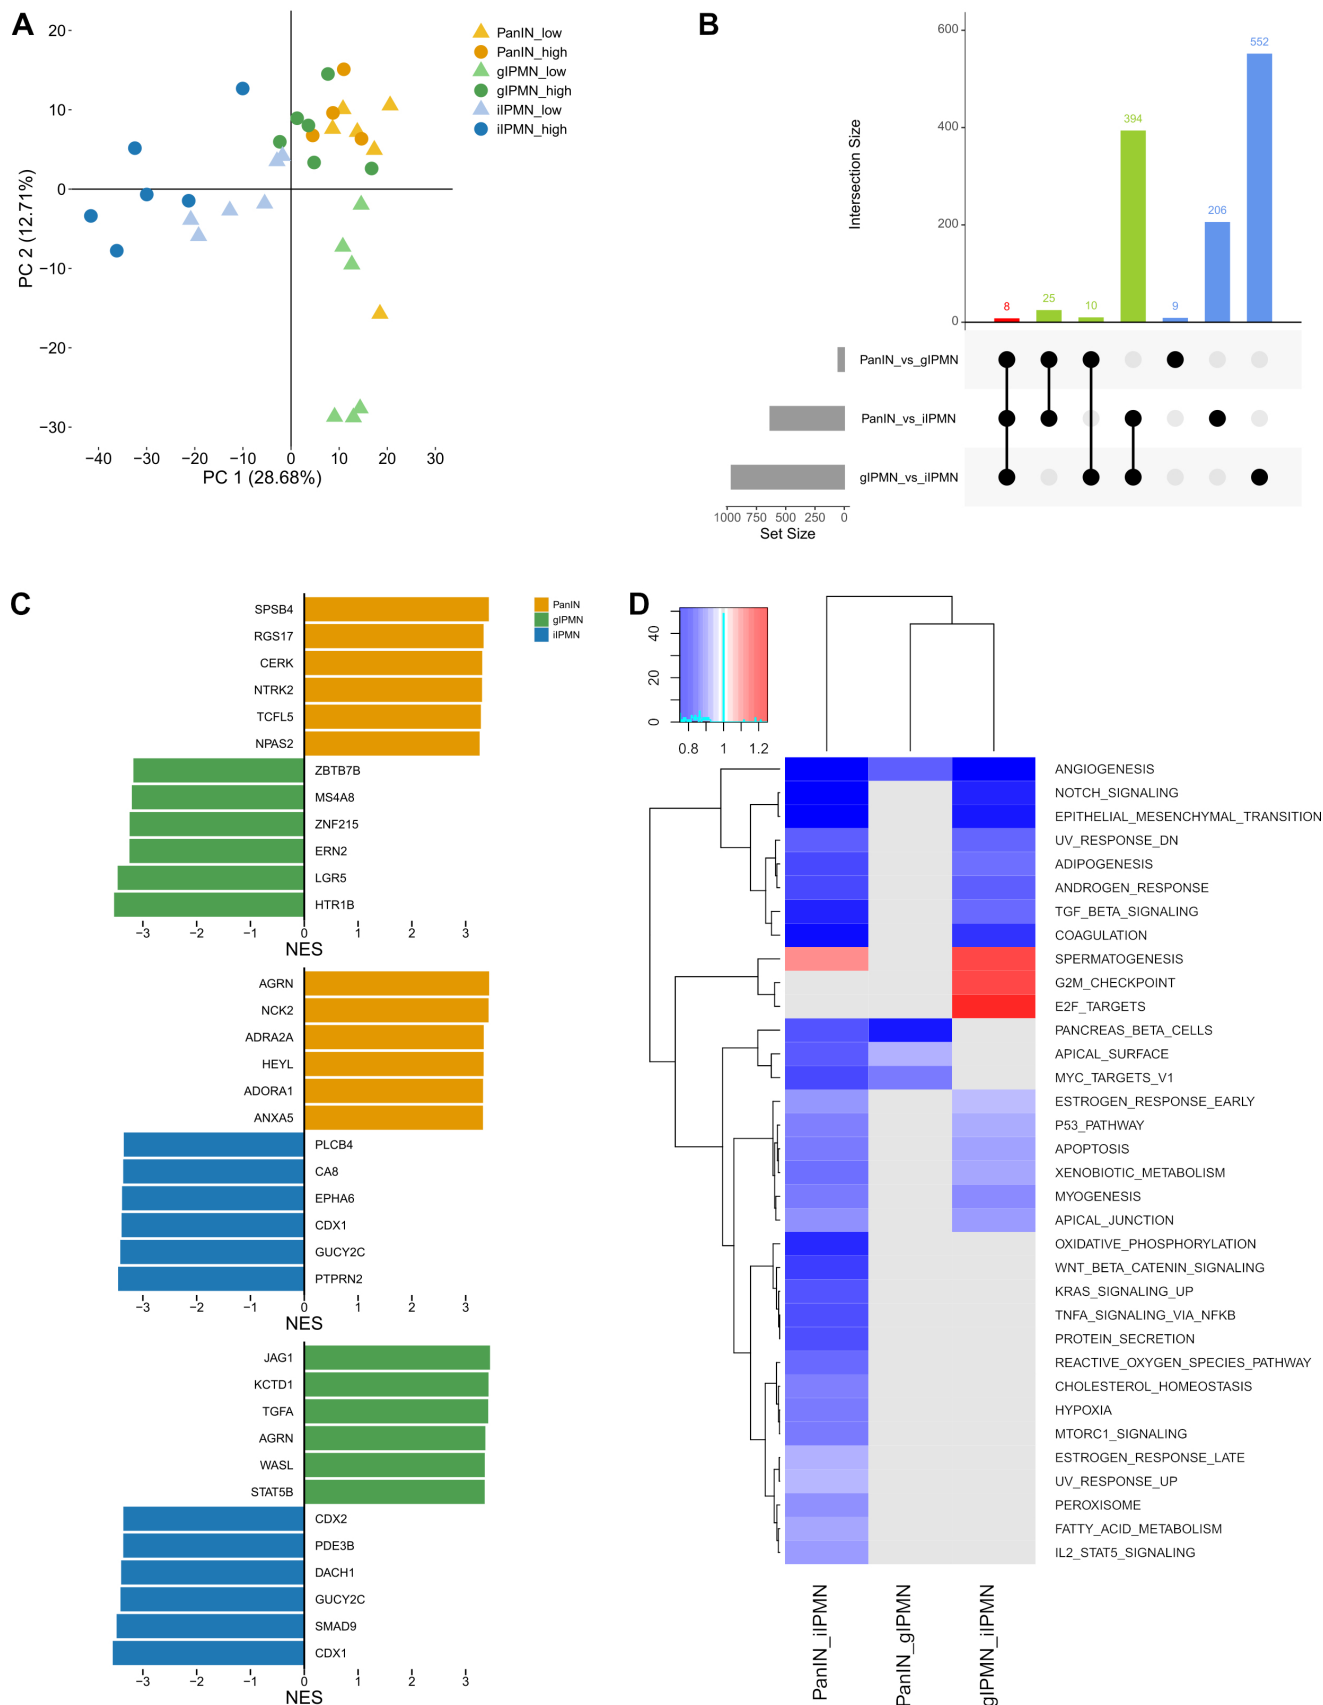 A
PanIN_low
PanIN_high
gIPMN_low
gIPMN_high
iIPMN_low
iIPMN_high
20
10
0
−10
−20
−30
PC 2 (12.71%)
−40 −30 −20 −10 0 10 20 30
PC 1 (28.68%)
B
Intersection Size
600
400
200
0
8 25 10 394 9 206 552
PanIN_vs_gIPMN
PanIN_vs_iIPMN
gIPMN_vs_iIPMN
1000 750 500 250 0
Set Size
C
PanIN
gIPMN
iIPMN
SPSB4
RGS17
CERK
NTRK2
TCFL5
NPAS2
ZBTB7B
MS4A8
ZNF215
ERN2
LGR5
HTR1B
−3 −2 −1 0 1 2 3
NES
AGRN
NCK2
ADRA2A
HEYL
ADORA1
ANXA5
PLCB4
CA8
EPHA6
CDX1
GUCY2C
PTPRN2
−3 −2 −1 0 1 2 3
NES
JAG1
KCTD1
TGFA
AGRN
WASL
STAT5B
CDX2
PDE3B
DACH1
GUCY2C
SMAD9
CDX1
−3 −2 −1 0 1 2 3
NES
D
40
20
0
0.8 1 1.2
ANGIOGENESIS
NOTCH_SIGNALING
EPITHELIAL_MESENCHYMAL_TRANSITION
UV_RESPONSE_DN
ADIPOGENESIS
ANDROGEN_RESPONSE
TGF_BETA_SIGNALING
COAGULATION
SPERMATOGENESIS
G2M_CHECKPOINT
E2F_TARGETS
PANCREAS_BETA_CELLS
APICAL_SURFACE
MYC_TARGETS_V1
ESTROGEN_RESPONSE_EARLY
P53_PATHWAY
APOPTOSIS
XENOBIOTIC_METABOLISM
MYOGENESIS
APICAL_JUNCTION
OXIDATIVE_PHOSPHORYLATION
WNT_BETA_CATENIN_SIGNALING
KRAS_SIGNALING_UP
TNFA_SIGNALING_VIA_NFKB
PROTEIN_SECRETION
REACTIVE_OXYGEN_SPECIES_PATHWAY
CHOLESTEROL_HOMEOSTASIS
HYPOXIA
MTORC1_SIGNALING
ESTROGEN_RESPONSE_LATE
UV_RESPONSE_UP
PEROXISOME
FATTY_ACID_METABOLISM
IL2_STAT5_SIGNALING
PanIN_iIPMN
PanIN_gIPMN
gIPMN_iIPMN